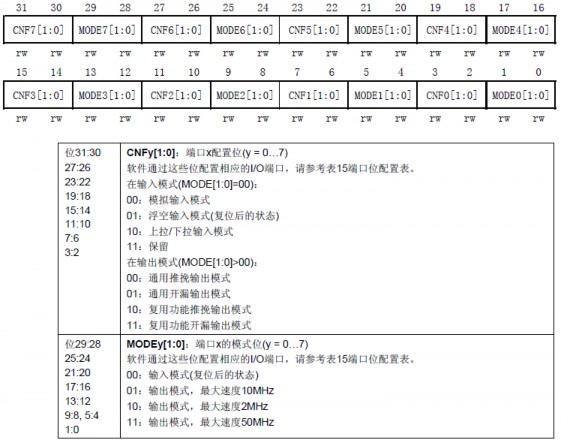 31 30 29 28 27 26 25 24 23 22 21 20 19 18 17 16
CNF7[1:0] MODE7[1:0] CNF6[1:0] MODE6[1:0] CNF5[1:0] MODE5[1:0] CNF4[1:0] MODE4[1:0]
rw rw rw rw rw rw rw rw rw rw rw rw rw rw rw rw
15 14 13 12 11 10 9 8 7 6 5 4 3 2 1 0
CNF3[1:0] MODE3[1:0] CNF2[1:0] MODE2[1:0] CNF1[1:0] MODE1[1:0] CNF0[1:0] MODE0[1:0]
rw rw rw rw rw rw rw rw rw rw rw rw rw rw rw rw
位31:30
27:26
23:22
19:18
15:14
11:10
7:6
3:2
CNFy[1:0]：端口x配置位(y = 0…7)
软件通过这些位配置相应的I/O端口，请参考表15端口位配置表。
在输入模式(MODE[1:0]=00)：
00：模拟输入模式
01：浮空输入模式(复位后的状态)
10：上拉/下拉输入模式
11：保留
在输出模式(MODE[1:0]>00)：
00：通用推挽输出模式
01：通用开漏输出模式
10：复用功能推挽输出模式
11：复用功能开漏输出模式
位29:28
25:24
21:20
17:16
13:12
9:8, 5:4
1:0
MODEy[1:0]：端口x的模式位(y = 0…7)
软件通过这些位配置相应的I/O端口，请参考表15端口位配置表。
00：输入模式(复位后的状态)
01：输出模式，最大速度10MHz
10：输出模式，最大速度2MHz
11：输出模式，最大速度50MHz